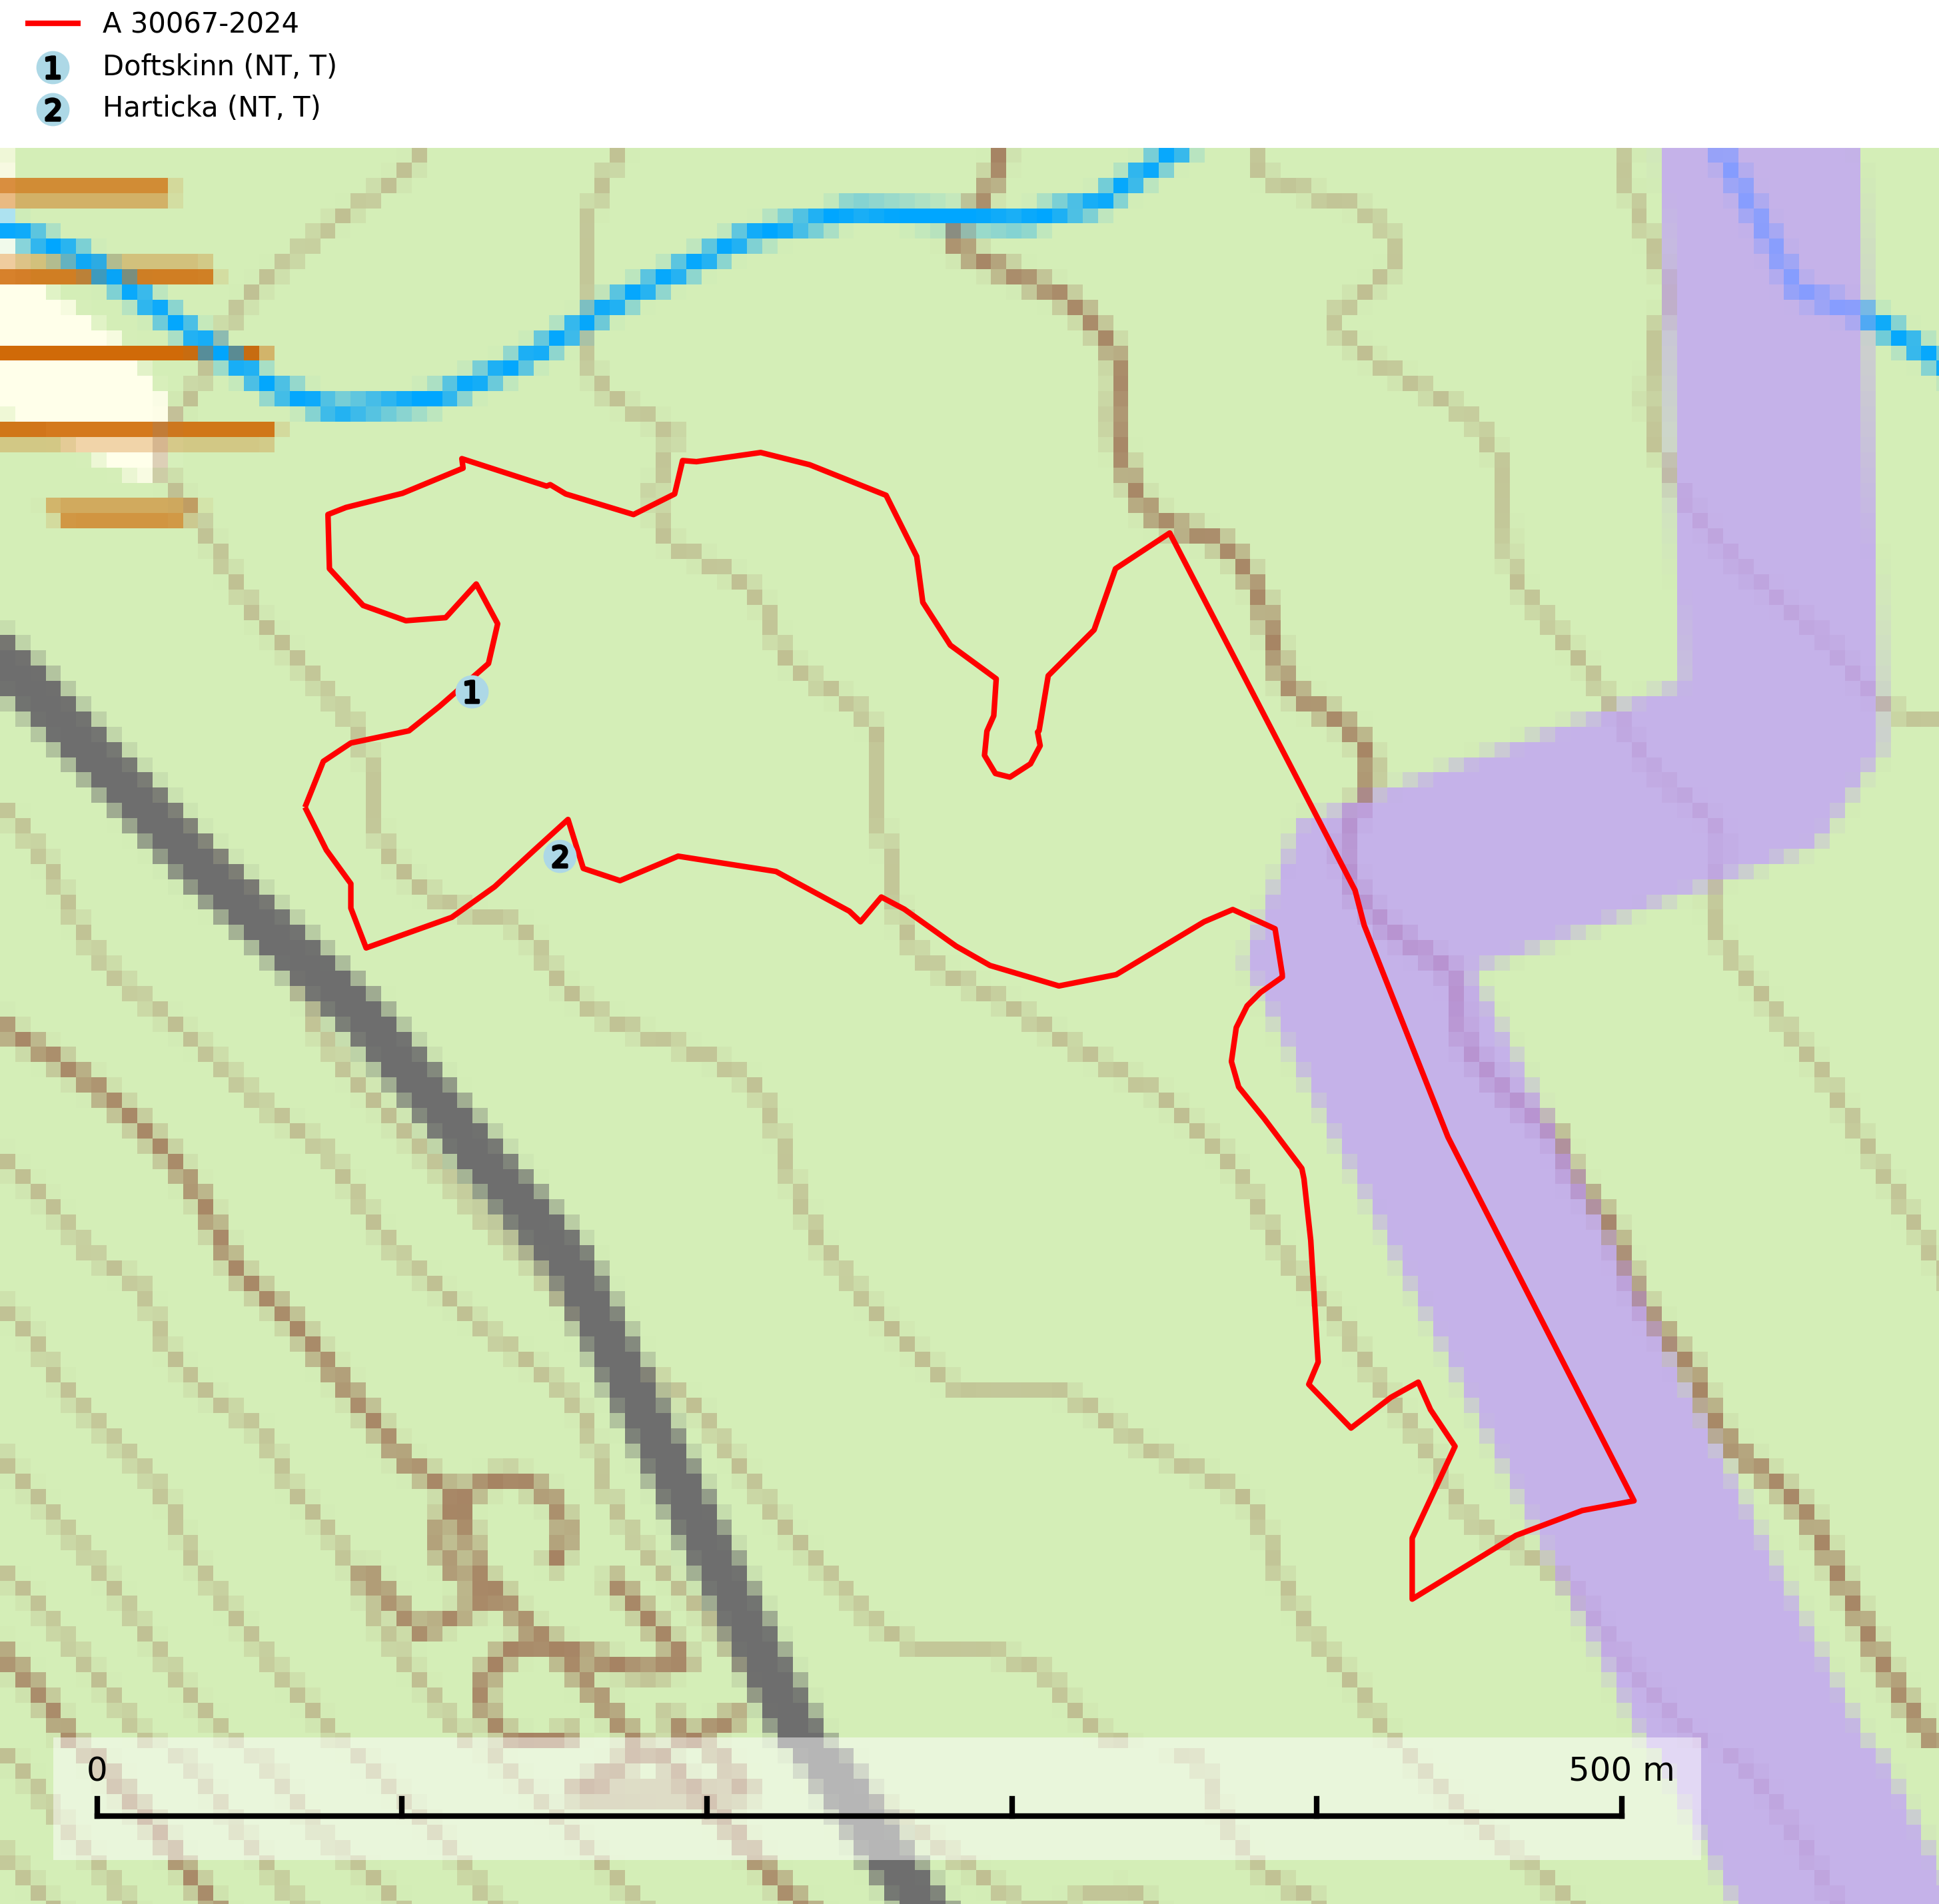 A 30067-2024
1 Doftskinn (NT, T)
2 Harticka (NT, T)
1
2
0 500 m